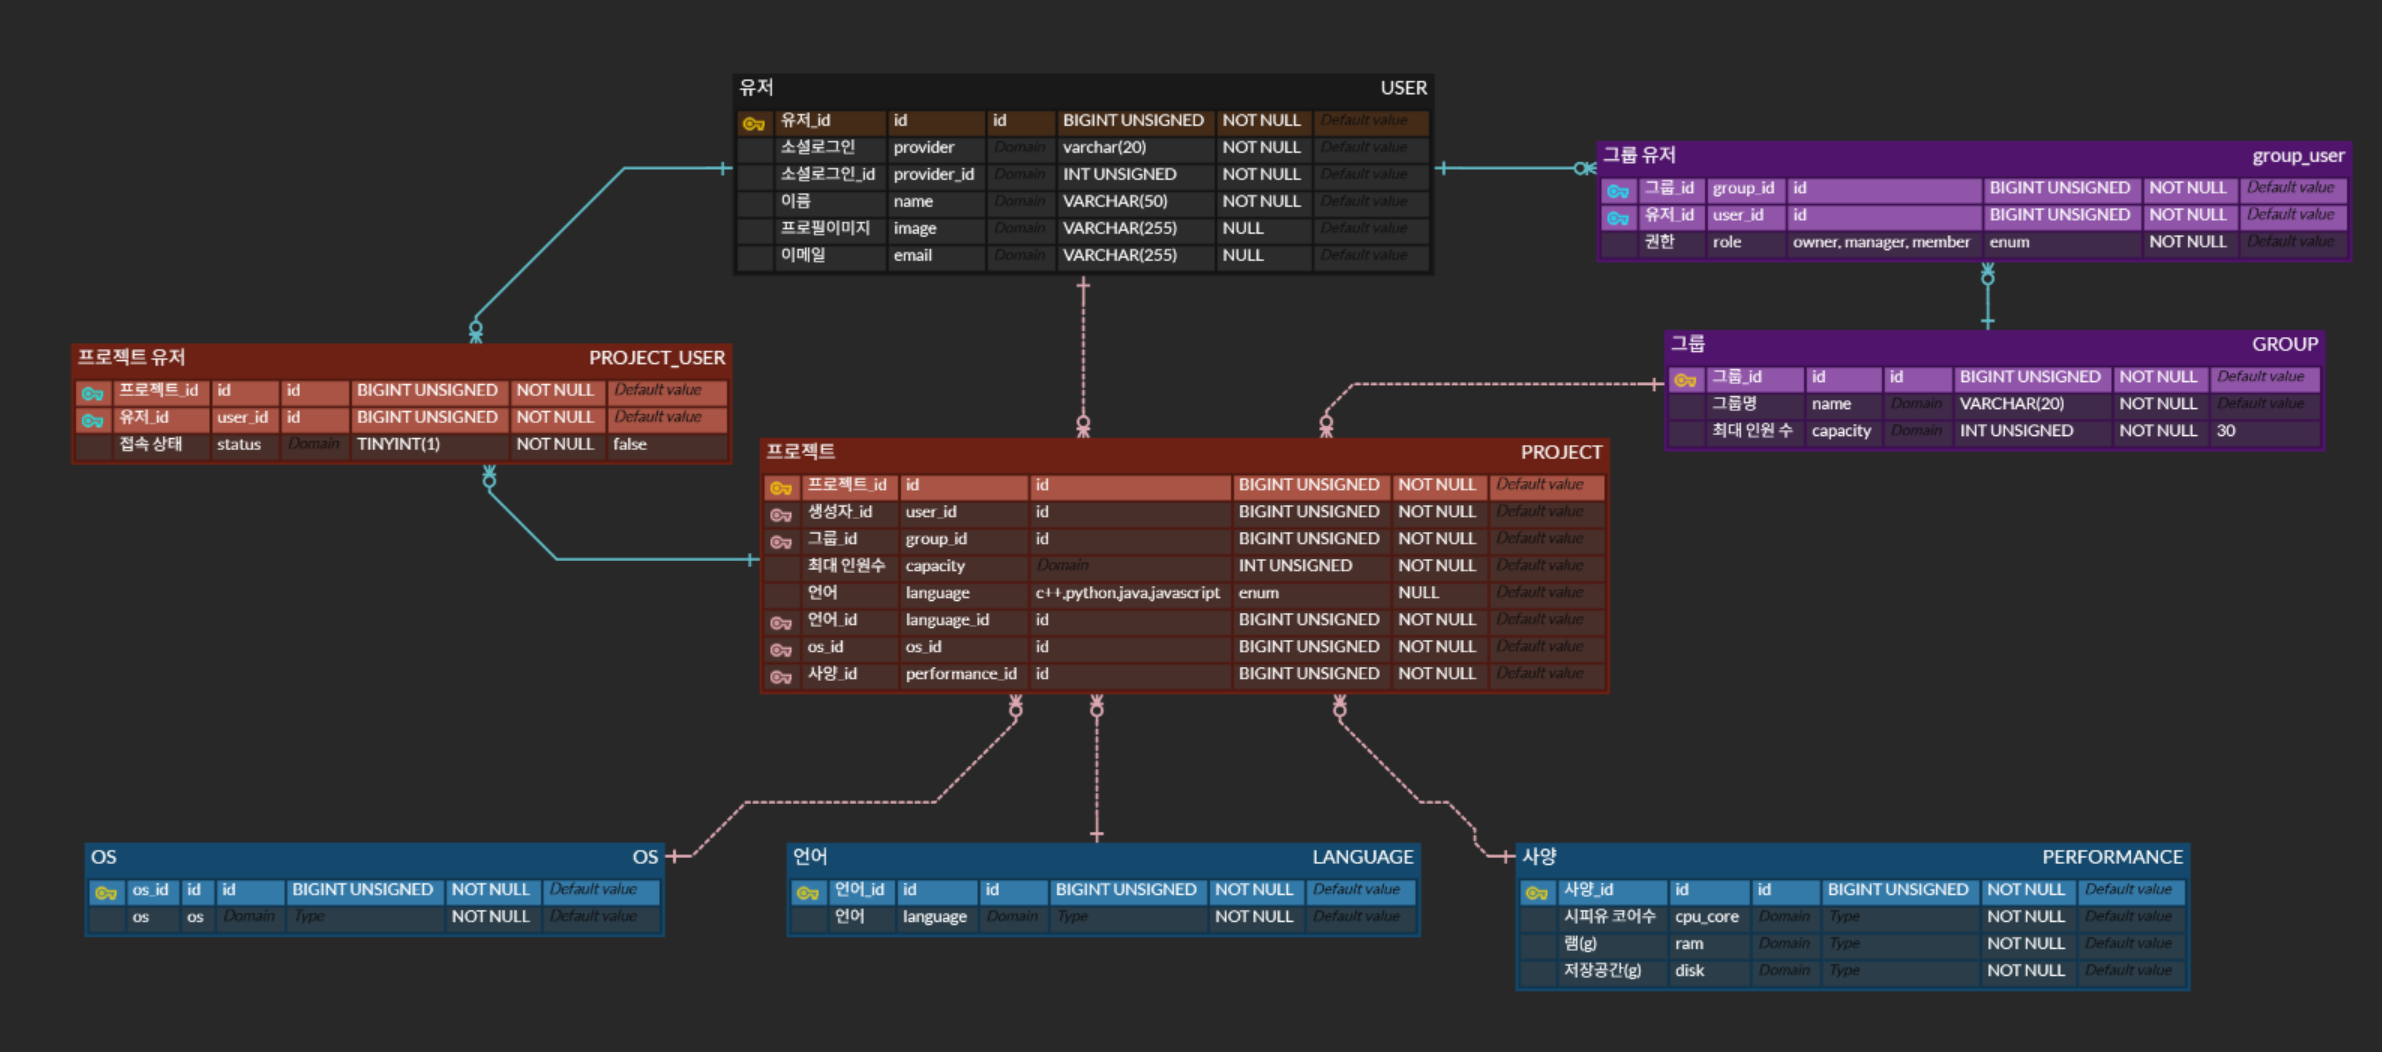 유저 USER
유저_id id id BIGINT UNSIGNED NOT NULL Default value
소셜로그인 provider Domain varchar(20) NOT NULL Default value
소셜로그인_id provider_id Domain INT UNSIGNED NOT NULL Default value
이름 name Domain VARCHAR(50) NOT NULL Default value
프로필이미지 image Domain VARCHAR(255) NULL Default value
이메일 email Domain VARCHAR(255) NULL Default value
그룹 유저 group_user
그룹_id group_id id BIGINT UNSIGNED NOT NULL Default value
유저_id user_id id BIGINT UNSIGNED NOT NULL Default value
권한 role owner, manager, member enum NOT NULL Default value
프로젝트 유저 PROJECT_USER
프로젝트_id id id BIGINT UNSIGNED NOT NULL Default value
유저_id user_id id BIGINT UNSIGNED NOT NULL Default value
접속 상태 status Domain TINYINT(1) NOT NULL false
그룹 GROUP
그룹_id id id BIGINT UNSIGNED NOT NULL Default value
그룹명 name Domain VARCHAR(20) NOT NULL Default value
최대 인원 수 capacity Domain INT UNSIGNED NOT NULL 30
프로젝트 PROJECT
프로젝트_id id id BIGINT UNSIGNED NOT NULL Default value
생성자_id user_id id BIGINT UNSIGNED NOT NULL Default value
그룹_id group_id id BIGINT UNSIGNED NOT NULL Default value
최대 인원수 capacity Domain INT UNSIGNED NOT NULL Default value
언어 language c++,python,java,javascript enum NULL Default value
언어_id language_id id BIGINT UNSIGNED NOT NULL Default value
os_id os_id id BIGINT UNSIGNED NOT NULL Default value
사양_id performance_id id BIGINT UNSIGNED NOT NULL Default value
OS OS
os_id id id BIGINT UNSIGNED NOT NULL Default value
os os Domain Type NOT NULL Default value
언어 LANGUAGE
언어_id id id BIGINT UNSIGNED NOT NULL Default value
언어 language Domain Type NOT NULL Default value
사양 PERFORMANCE
사양_id id id BIGINT UNSIGNED NOT NULL Default value
시피유 코어수 cpu_core Domain Type NOT NULL Default value
램(g) ram Domain Type NOT NULL Default value
저장공간(g) disk Domain Type NOT NULL Default value